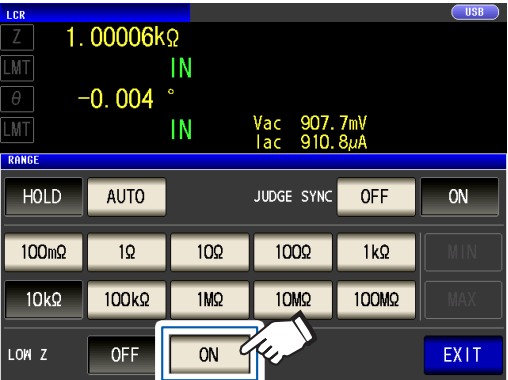 LCR USB
Z 1.00006kΩ
LMT IN
θ -0.004 °
LMT IN Vac 907.7mV
Iac 910.8μA
RANGE
HOLD AUTO JUDGE SYNC OFF ON
100mΩ 1Ω 10Ω 100Ω 1kΩ MIN
10kΩ 100kΩ 1MΩ 10MΩ 100MΩ MAX
LOW Z OFF ON EXIT